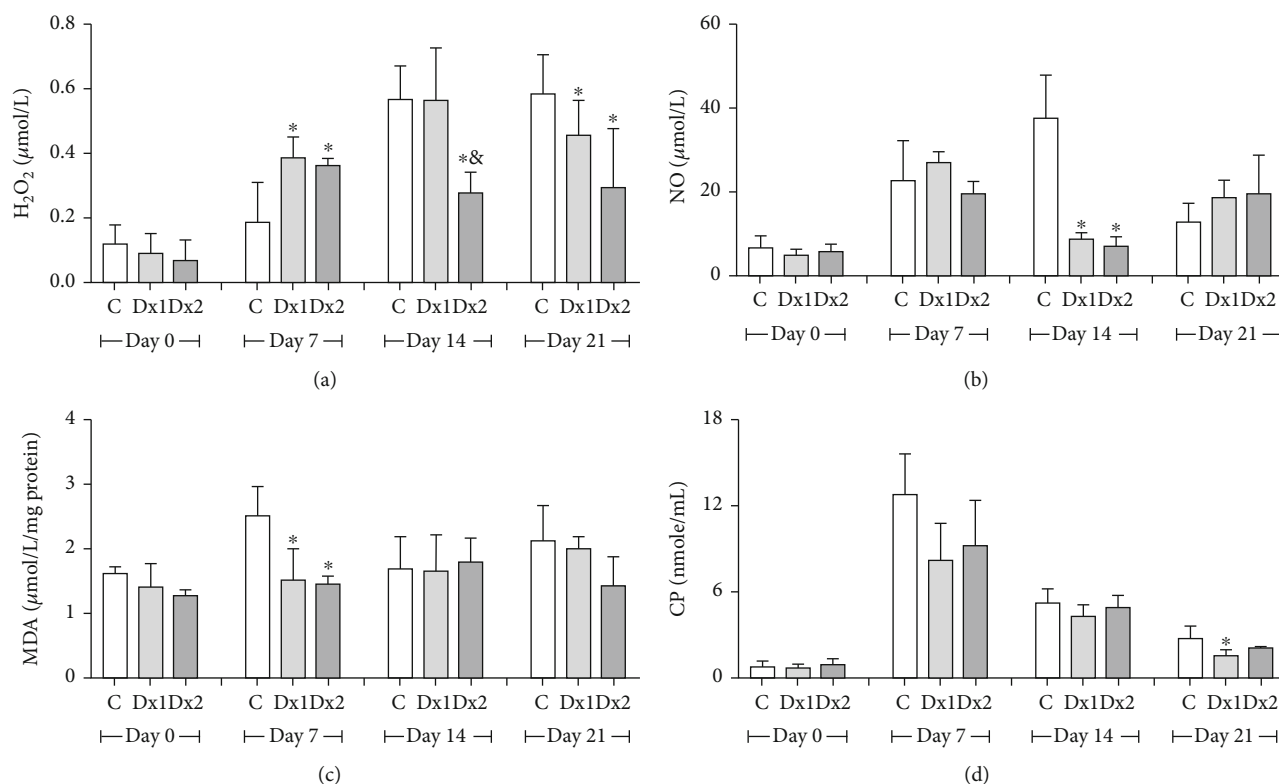 H₂O₂ (μmol/L)
0.8
0.6
0.4
0.2
0.0
* * *& * *
C Dx1Dx2 C Dx1Dx2 C Dx1Dx2 C Dx1Dx2
Day 0 Day 7 Day 14 Day 21
(a)
NO (μmol/L)
60
40
20
0
* *
C Dx1Dx2 C Dx1Dx2 C Dx1Dx2 C Dx1Dx2
Day 0 Day 7 Day 14 Day 21
(b)
MDA (μmol/L/mg protein)
4
3
2
1
0
* *
C Dx1Dx2 C Dx1Dx2 C Dx1Dx2 C Dx1Dx2
Day 0 Day 7 Day 14 Day 21
(c)
CP (nmole/mL)
18
12
6
0
*
C Dx1Dx2 C Dx1Dx2 C Dx1Dx2 C Dx1Dx2
Day 0 Day 7 Day 14 Day 21
(d)